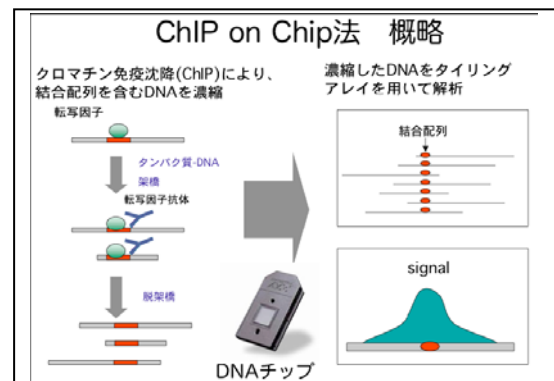 ChIP on Chip法　概略
クロマチン免疫沈降(ChIP)により、
結合配列を含むDNAを濃縮
転写因子
タンパク質-DNA
架橋
転写因子抗体
脱架橋
DNAチップ
濃縮したDNAをタイリング
アレイを用いて解析
結合配列
signal